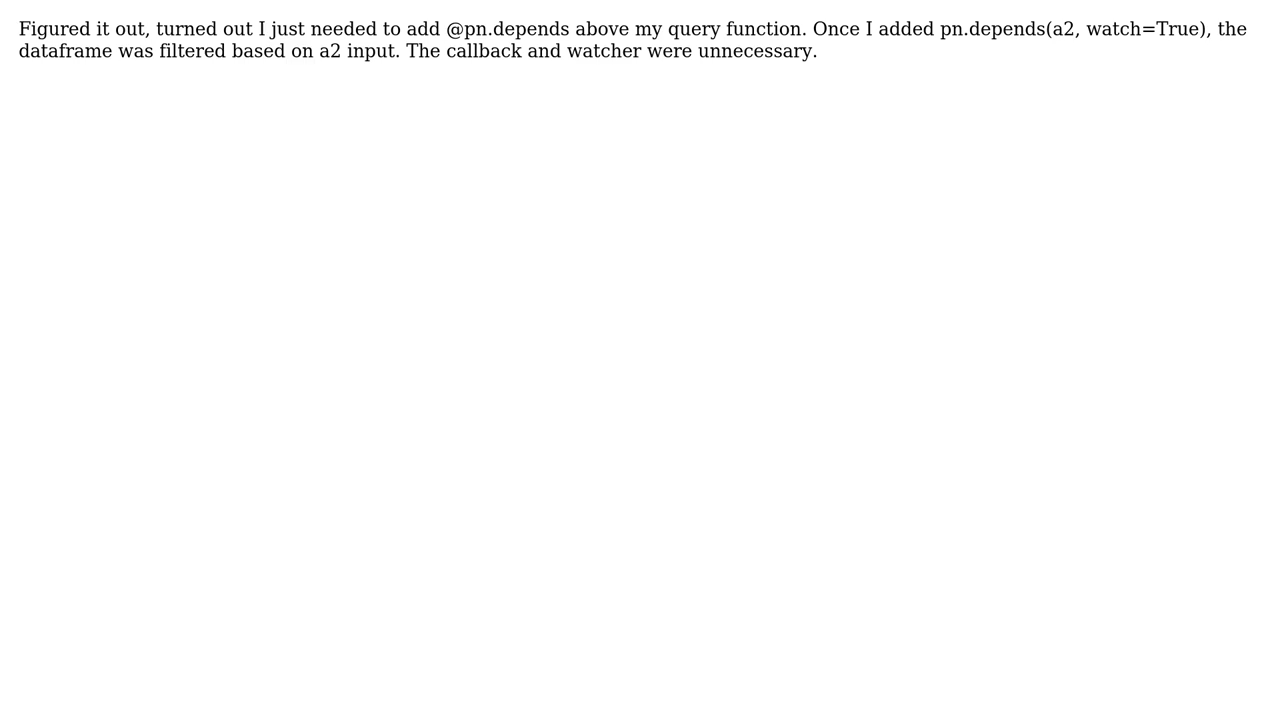 Figured it out, turned out I just needed to add @pn.depends above my query function. Once I added pn.depends(a2, watch=True), the
dataframe was filtered based on a2 input. The callback and watcher were unnecessary.